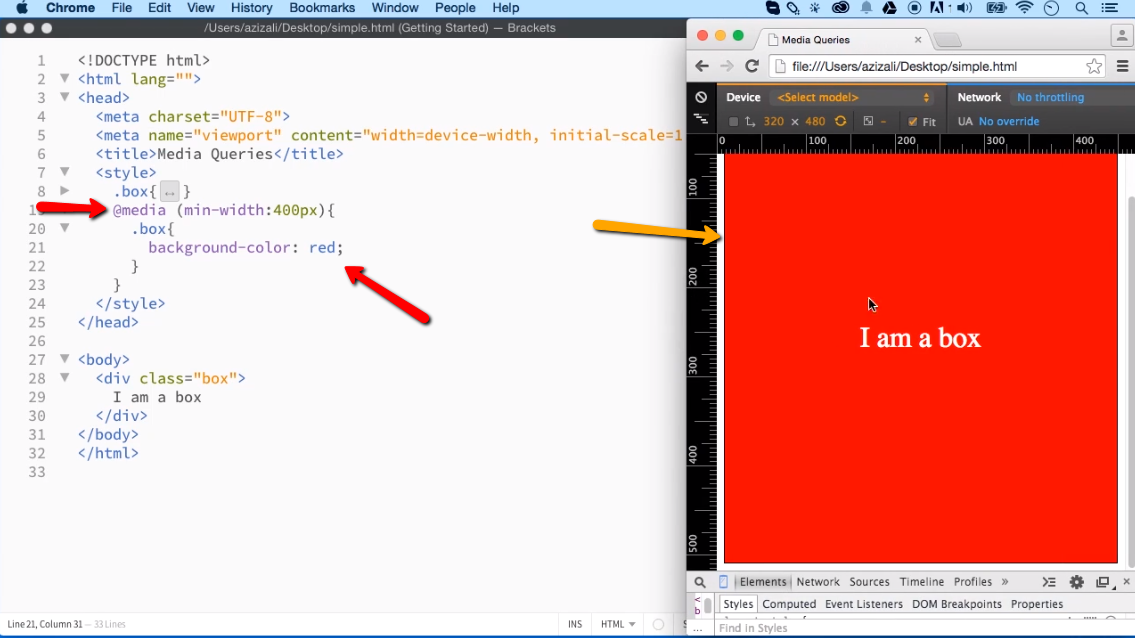 Chrome File Edit View History Bookmarks Window People Help
/Users/azizali/Desktop/simple.html (Getting Started) — Brackets
1 <!DOCTYPE html>
2 <html lang="">
3 <head>
4 <meta charset="UTF-8">
5 <meta name="viewport" content="width=device-width, initial-scale=1
6 <title>Media Queries</title>
7 <style>
8 .box{ ↔ }
@media (min-width:400px){
20 .box{
21 background-color: red;
22 }
23 }
24 </style>
25 </head>
26
27 <body>
28 <div class="box">
29 I am a box
30 </div>
31 </body>
32 </html>
33
Line 21, Column 31 — 33 Lines
INS HTML
Media Queries
file:///Users/azizali/Desktop/simple.html
Device <Select model> Network No throttling
320 × 480 – Fit UA No override
0 100 200 300 400
100
200
300
400
500
I am a box
Elements Network Sources Timeline Profiles »
Styles Computed Event Listeners DOM Breakpoints Properties
... Find in Styles